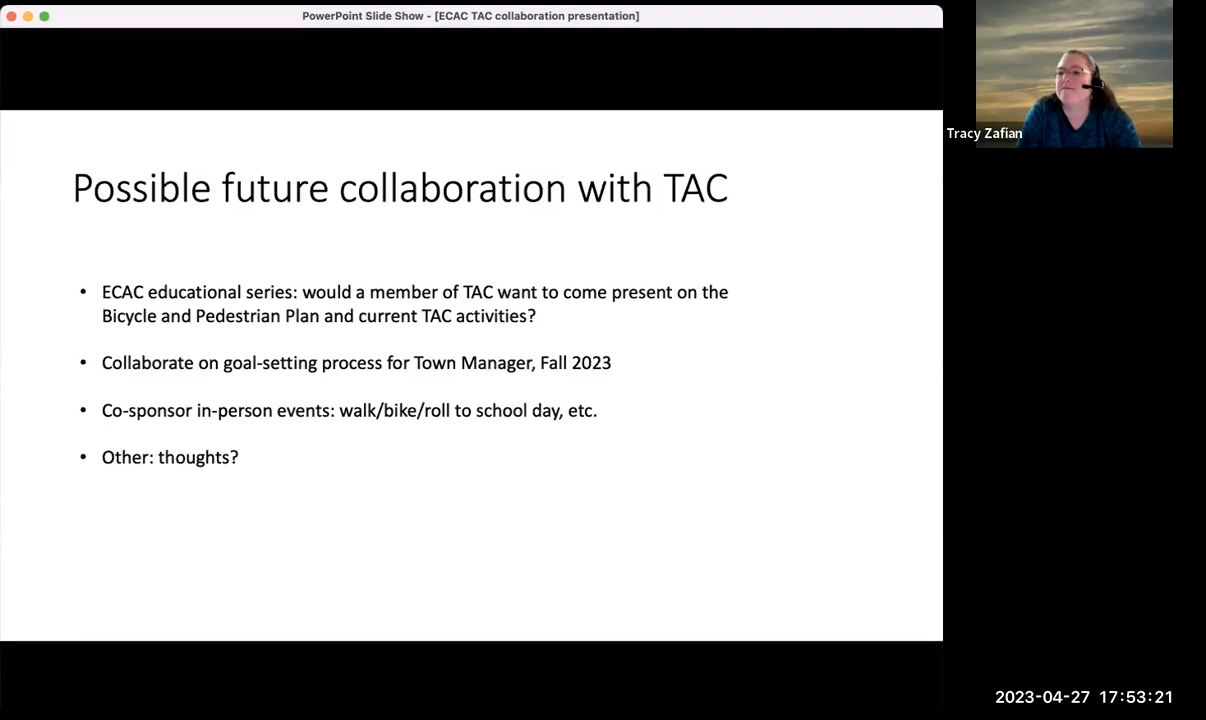 PowerPoint Slide Show - [ECAC TAC collaboration presentation]
Tracy Zafian
Possible future collaboration with TAC
• ECAC educational series: would a member of TAC want to come present on the
Bicycle and Pedestrian Plan and current TAC activities?
• Collaborate on goal-setting process for Town Manager, Fall 2023
• Co-sponsor in-person events: walk/bike/roll to school day, etc.
• Other: thoughts?
2023-04-27 17:53:21